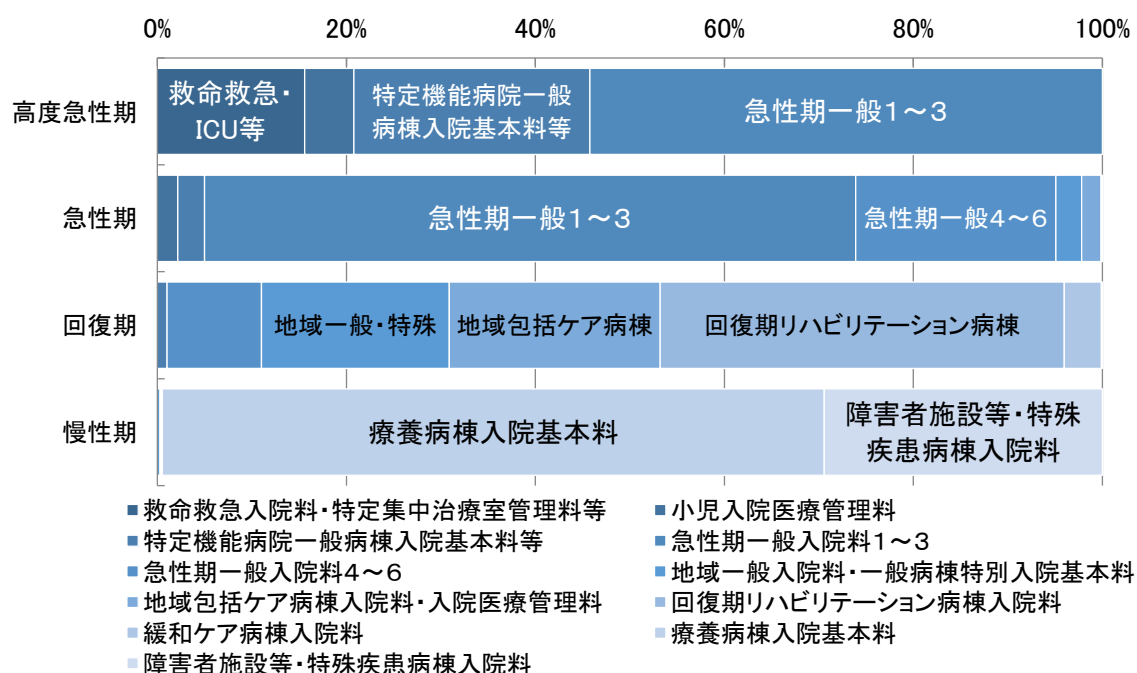 0% 20% 40% 60% 80% 100%
高度急性期
救命救急・
ICU等
特定機能病院一般
病棟入院基本料等
急性期一般1～3
急性期
急性期一般1～3
急性期一般4～6
回復期
地域一般・特殊
地域包括ケア病棟
回復期リハビリテーション病棟
慢性期
療養病棟入院基本料
障害者施設等・特殊
疾患病棟入院料
救命救急入院料・特定集中治療室管理料等
小児入院医療管理料
特定機能病院一般病棟入院基本料等
急性期一般入院料1～3
急性期一般入院料4～6
地域一般入院料・一般病棟特別入院基本料
地域包括ケア病棟入院料・入院医療管理料
回復期リハビリテーション病棟入院料
緩和ケア病棟入院料
療養病棟入院基本料
障害者施設等・特殊疾患病棟入院料